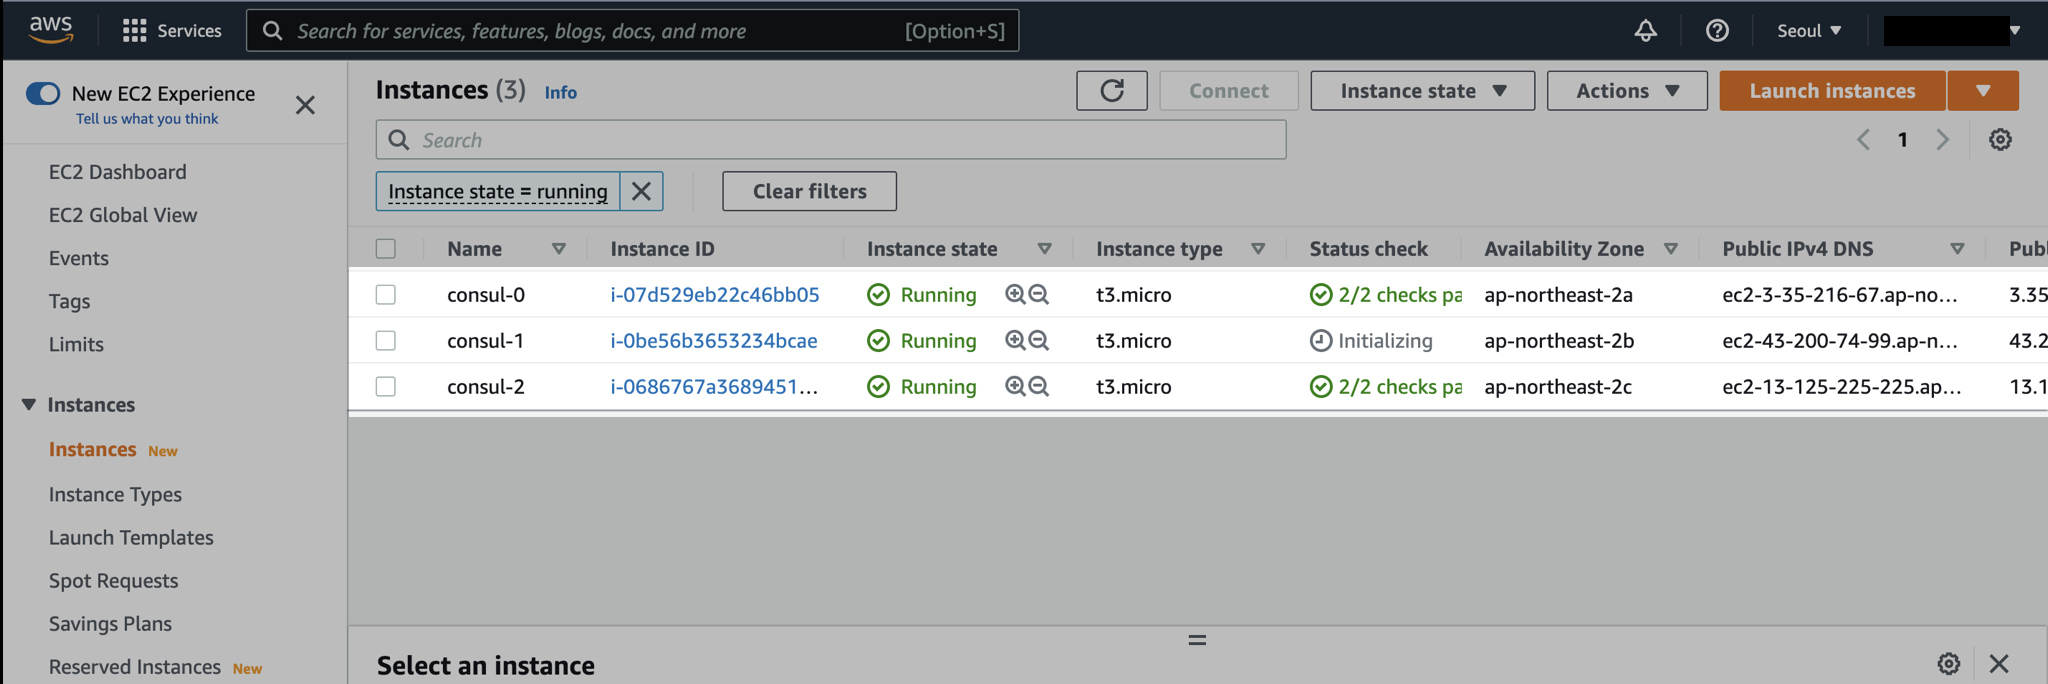 aws Services Search for services, features, blogs, docs, and more [Option+S] Seoul
New EC2 Experience
Tell us what you think
EC2 Dashboard
EC2 Global View
Events
Tags
Limits
Instances
Instances New
Instance Types
Launch Templates
Spot Requests
Savings Plans
Reserved Instances New
Instances (3) Info Connect Instance state Actions Launch instances
Search 1
Instance state = running Clear filters
Name Instance ID Instance state Instance type Status check Availability Zone Public IPv4 DNS Publ
consul-0 i-07d529eb22c46bb05 Running t3.micro 2/2 checks pa ap-northeast-2a ec2-3-35-216-67.ap-no... 3.35
consul-1 i-0be56b3653234bcae Running t3.micro Initializing ap-northeast-2b ec2-43-200-74-99.ap-n... 43.2
consul-2 i-0686767a3689451... Running t3.micro 2/2 checks pa ap-northeast-2c ec2-13-125-225-225.ap... 13.1
Select an instance